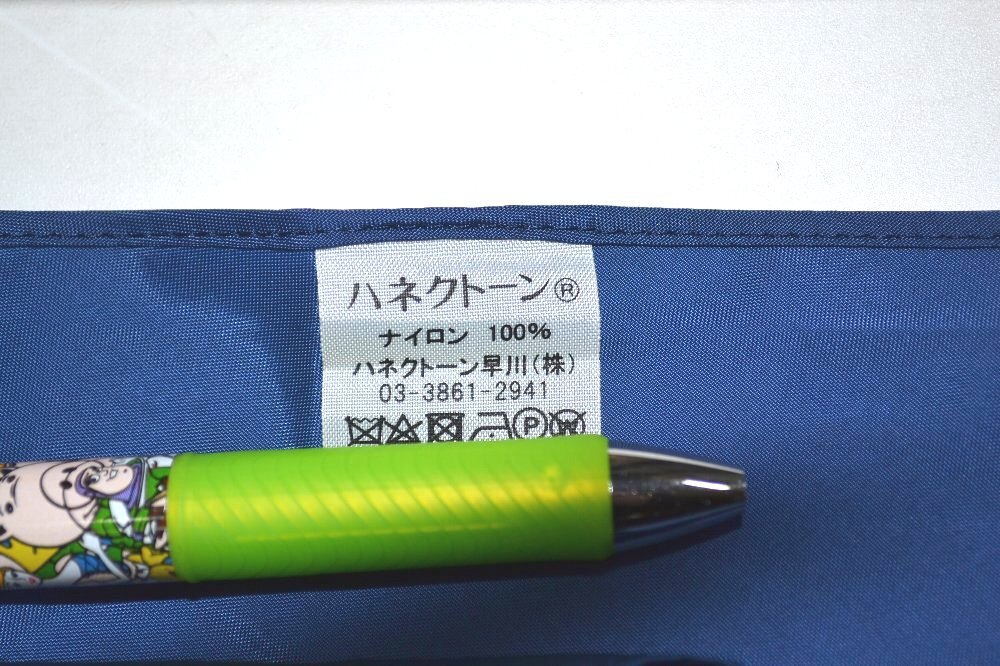 ハネクトーン®
ナイロン 100%
ハネクトーン早川(株)
03-3861-2941
P W